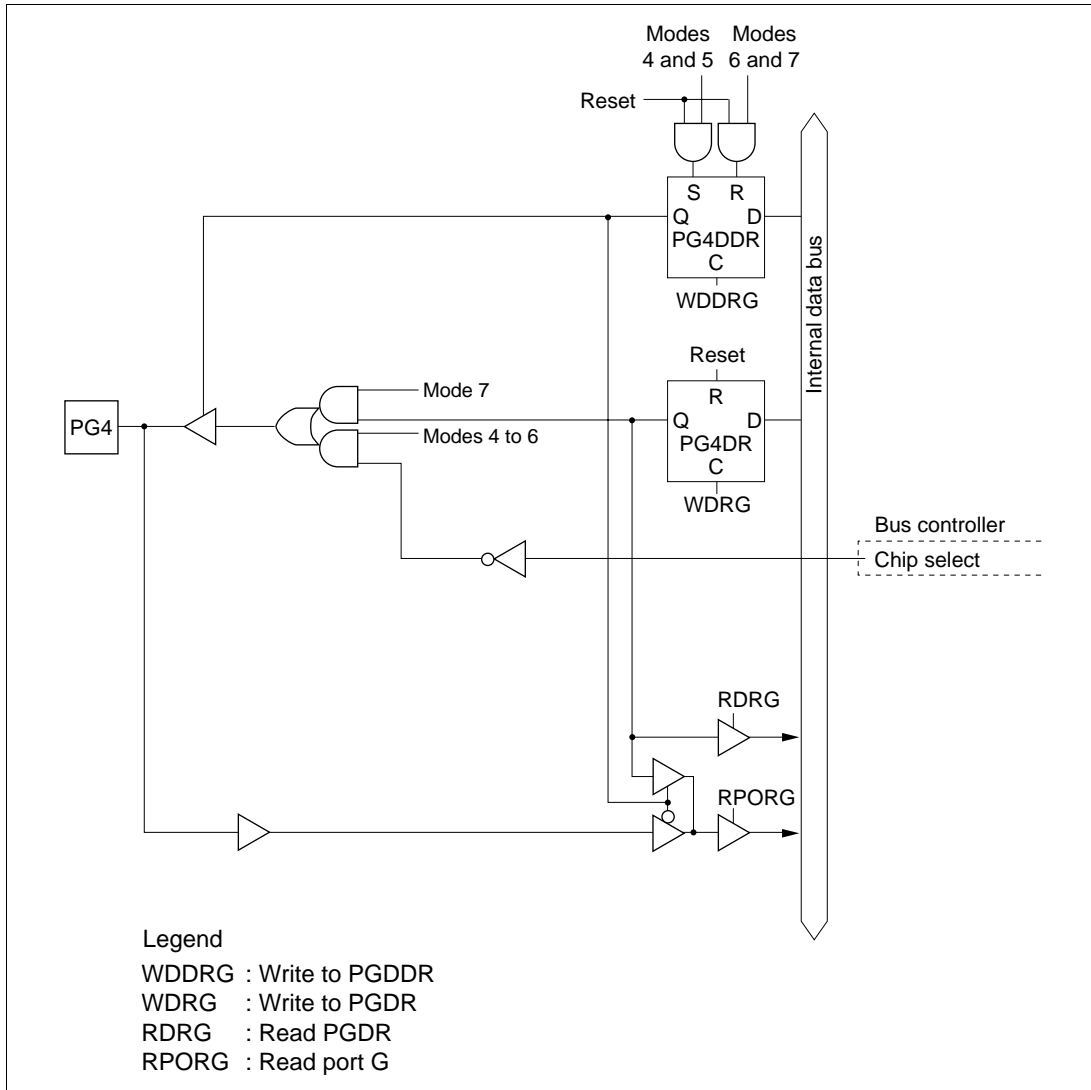 Modes
4 and 5
Modes
6 and 7
Reset
S R
Q D
PG4DDR
C
WDDRG
Internal data bus
Reset
R
Q D
PG4DR
C
WDRG
Mode 7
PG4
Modes 4 to 6
Bus controller
Chip select
RDRG
RPORG
Legend
WDDRG : Write to PGDDR
WDRG : Write to PGDR
RDRG : Read PGDR
RPORG : Read port G